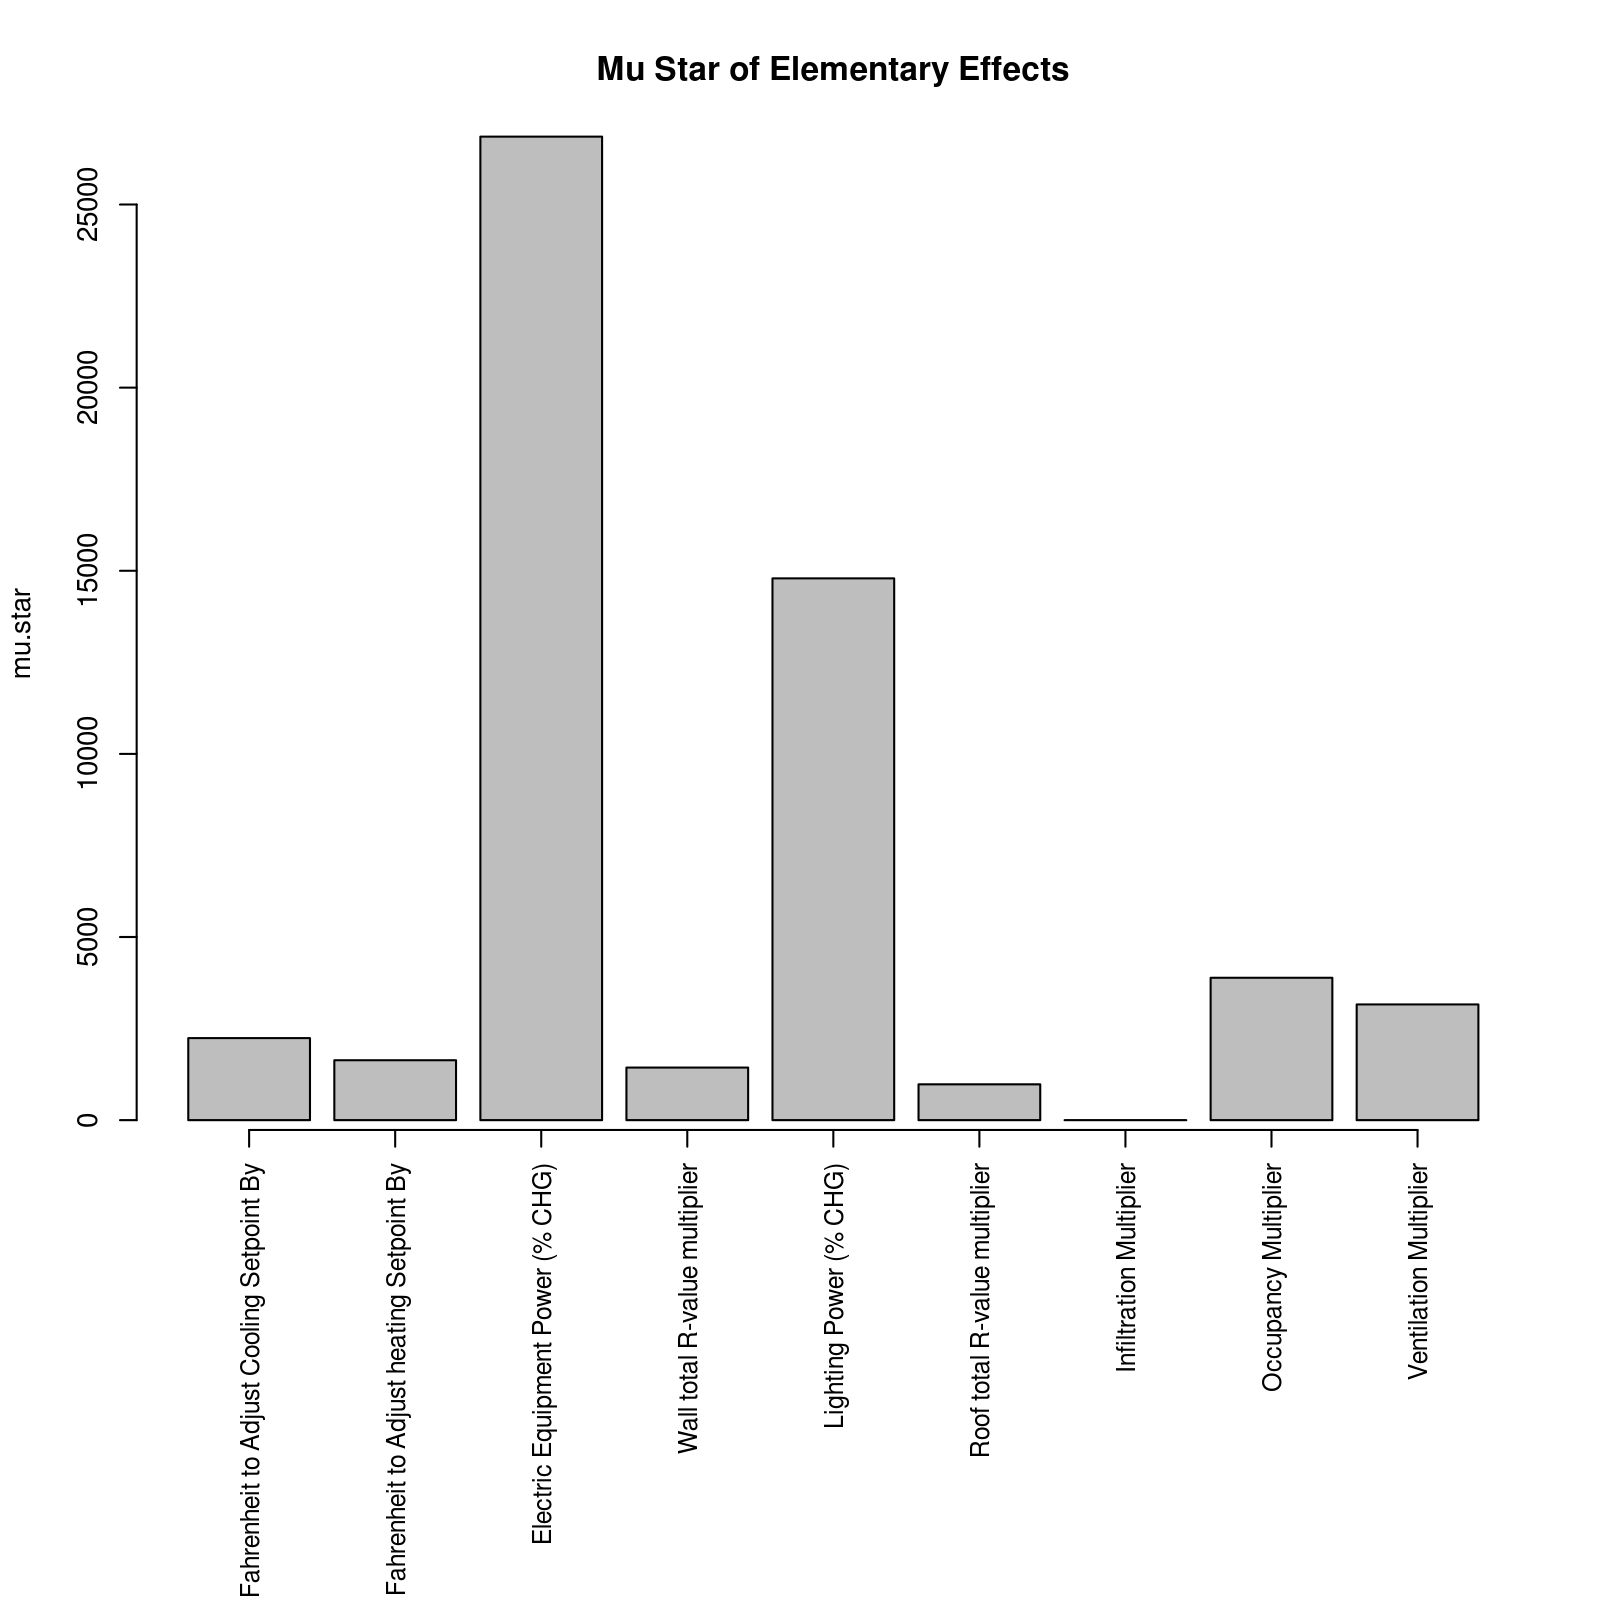 Mu Star of Elementary Effects
mu.star
25000
20000
15000
10000
5000
0
Fahrenheit to Adjust Cooling Setpoint By
Fahrenheit to Adjust heating Setpoint By
Electric Equipment Power (% CHG)
Wall total R-value multiplier
Lighting Power (% CHG)
Roof total R-value multiplier
Infiltration Multiplier
Occupancy Multiplier
Ventilation Multiplier